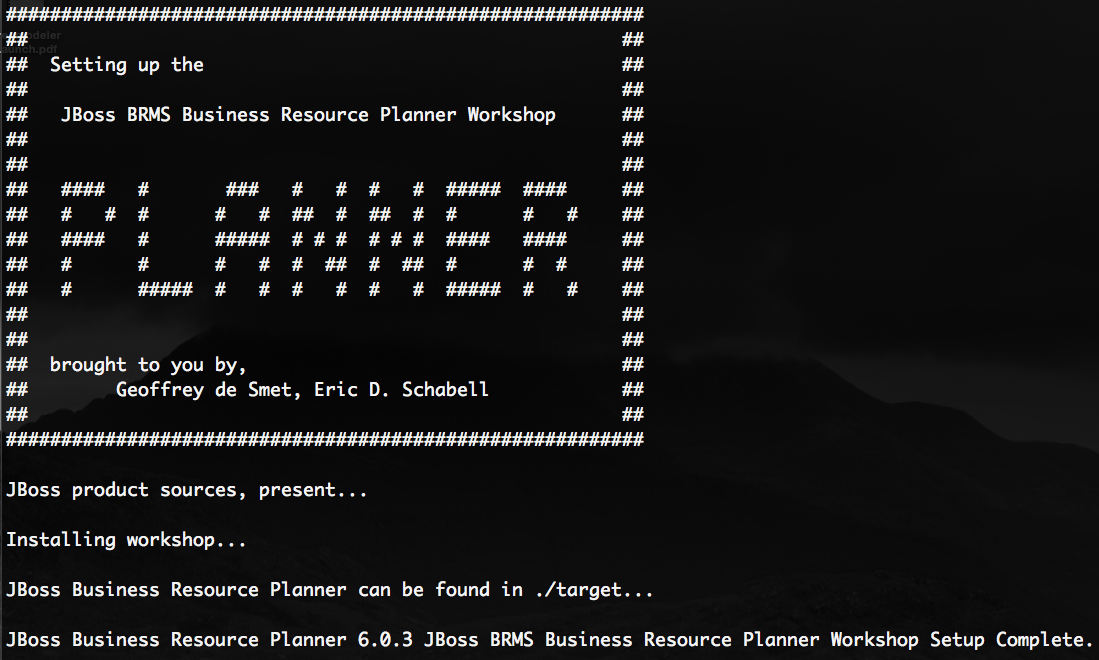 ##########################################################
## ##
## Setting up the ##
## ##
## JBoss BRMS Business Resource Planner Workshop ##
## ##
## ##
## #### # ### # # # # ##### #### ##
## # # # # # ## # ## # # # # ##
## #### # ##### # # # # # # #### #### ##
## # # # # # ## # ## # # # ##
## # ##### # # # # # # ##### # # ##
## ##
## ##
## brought to you by, ##
## Geoffrey de Smet, Eric D. Schabell ##
## ##
##########################################################
JBoss product sources, present...
Installing workshop...
JBoss Business Resource Planner can be found in ./target...
JBoss Business Resource Planner 6.0.3 JBoss BRMS Business Resource Planner Workshop Setup Complete.